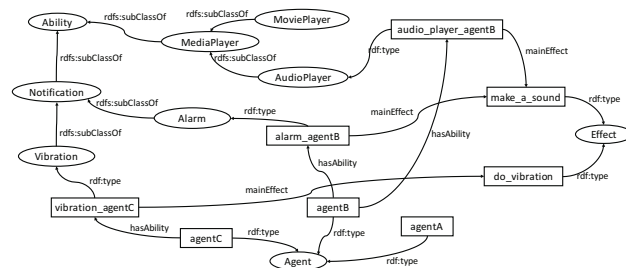 MoviePlayer
rdfs:subClassOf
Ability
audio_player_agentB
rdfs:subClassOf
MediaPlayer
rdfs:subClassOf
rdf:type
mainEffect
rdfs:subClassOf
AudioPlayer
Notification
make_a_sound
rdfs:subClassOf
mainEffect
rdf:type
Alarm
rdf:type
rdfs:subClassOf
alarm_agentB
Effect
Vibration
hasAbility
hasAbility
do_vibration
rdf:type
rdf:type
mainEffect
vibration_agentC
agentB
agentA
hasAbility
rdf:type
agentC
rdf:type
Agent
rdf:type